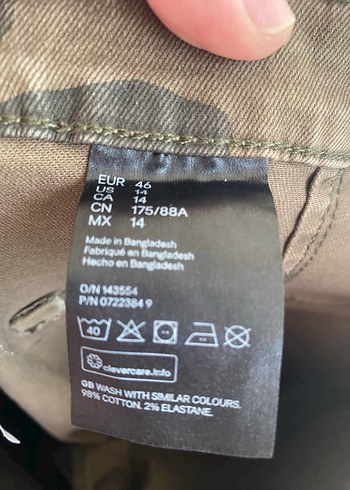 EUR 46
US 14
CA 14
CN 175/88A
MX 14
Made in Bangladesh
Fabriqué en Bangladesh
Hecho en Bangladesh
O/N 143554
P/N 0722384 9
40
clevercare.info
GB WASH WITH SIMILAR COLOURS.
98% COTTON. 2% ELASTANE.